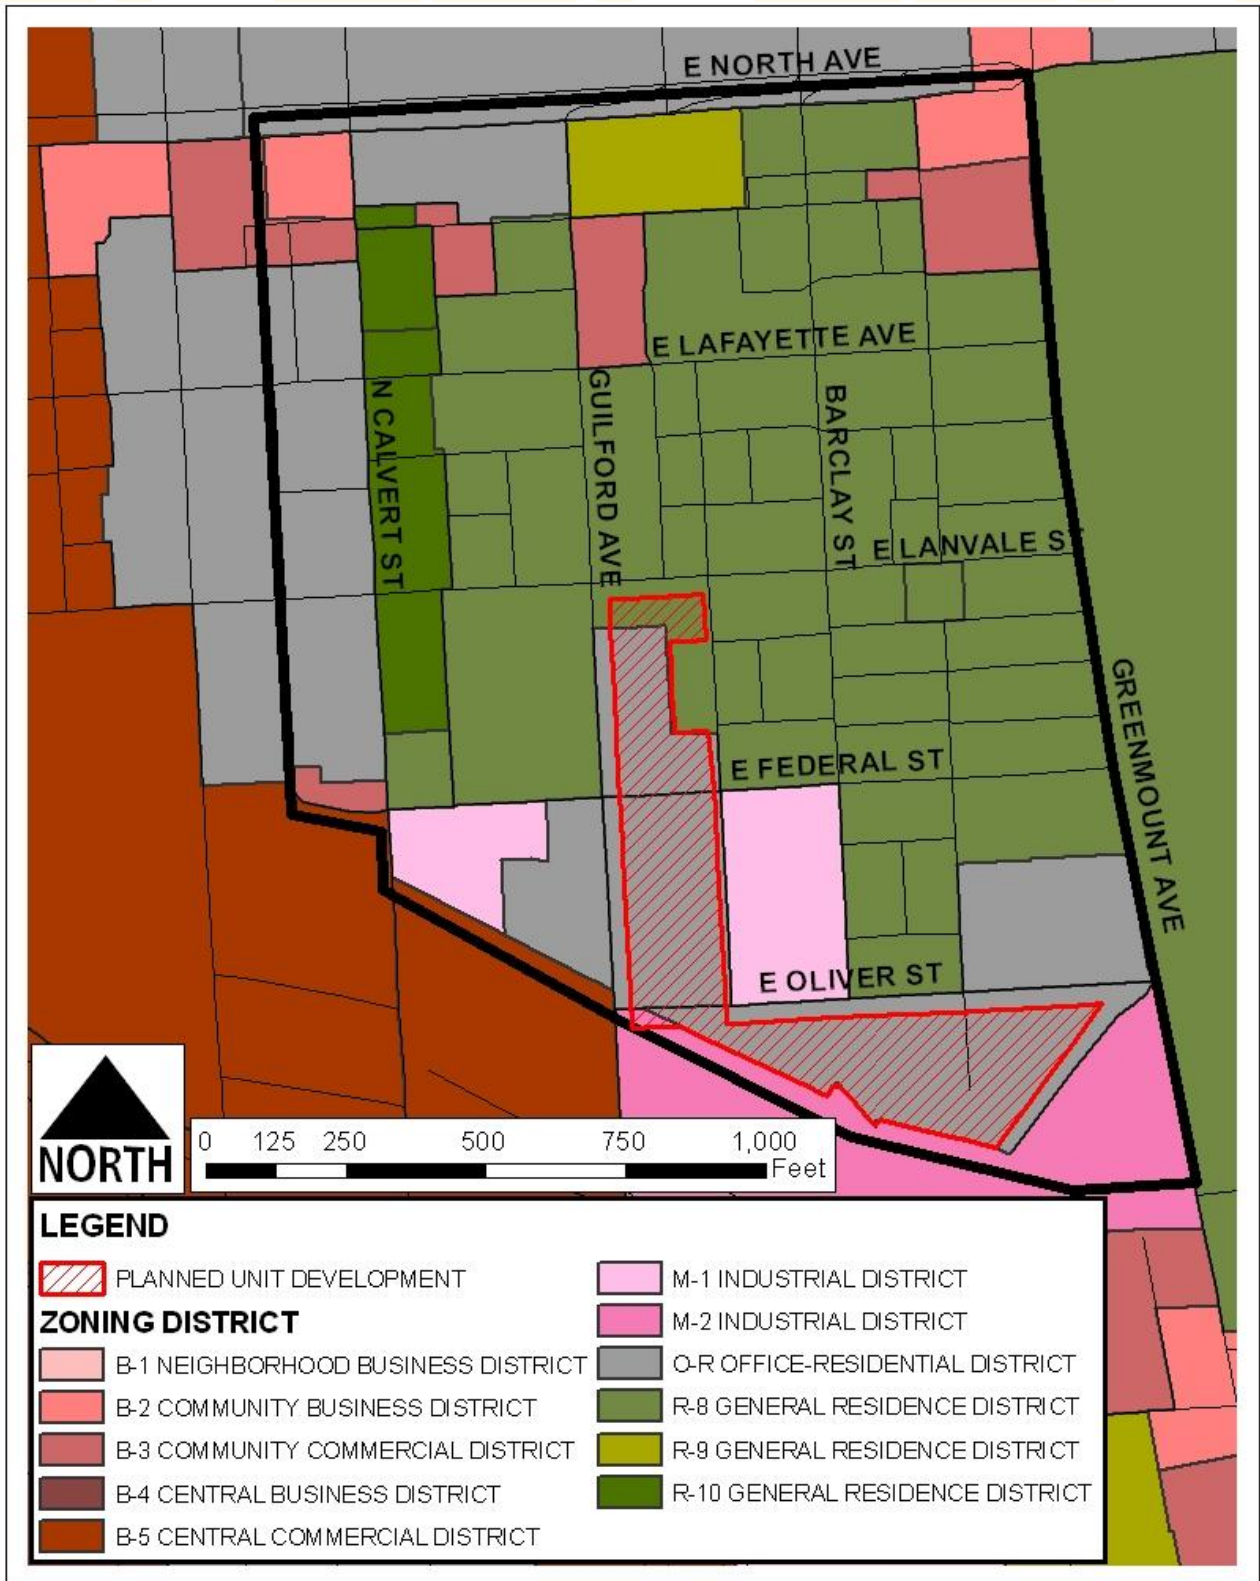 E NORTH AVE
E LAFAYETTE AVE
N CALVERT ST
GUILFORD AVE
BARCLAY ST
E LANVALE S
GREENMOUNT AVE
E FEDERAL ST
E OLIVER ST
NORTH
0 125 250 500 750 1,000
Feet
LEGEND
PLANNED UNIT DEVELOPMENT
ZONING DISTRICT
B-1 NEIGHBORHOOD BUSINESS DISTRICT
B-2 COMMUNITY BUSINESS DISTRICT
B-3 COMMUNITY COMMERCIAL DISTRICT
B-4 CENTRAL BUSINESS DISTRICT
B-5 CENTRAL COMMERCIAL DISTRICT
M-1 INDUSTRIAL DISTRICT
M-2 INDUSTRIAL DISTRICT
O-R OFFICE-RESIDENTIAL DISTRICT
R-8 GENERAL RESIDENCE DISTRICT
R-9 GENERAL RESIDENCE DISTRICT
R-10 GENERAL RESIDENCE DISTRICT